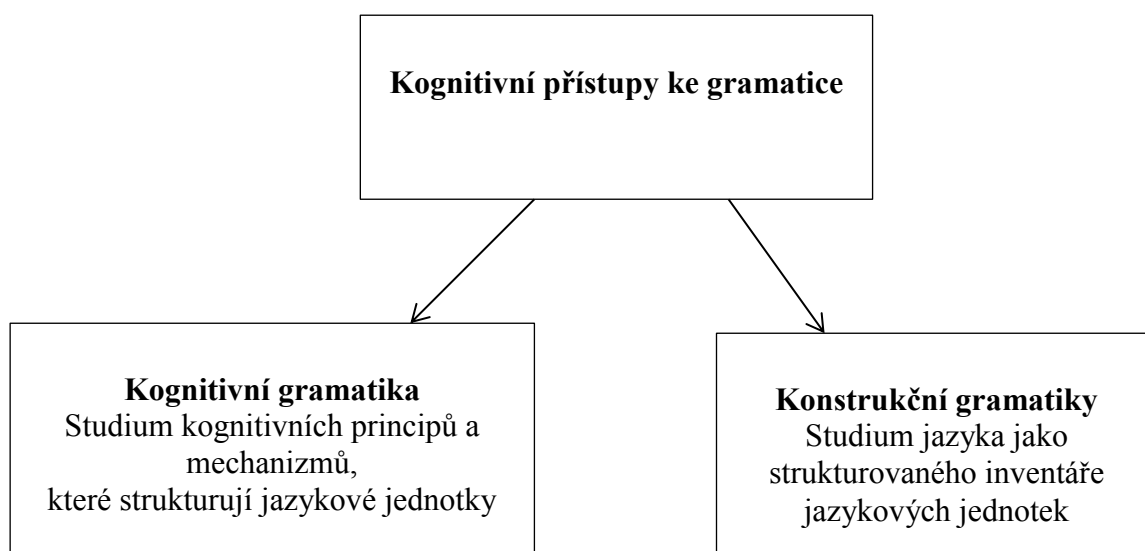 Kognitivní přístupy ke gramatice
Kognitivní gramatika
Studium kognitivních principů a
mechanizmů,
které strukturují jazykové jednotky
Konstrukční gramatiky
Studium jazyka jako
strukturovaného inventáře
jazykových jednotek